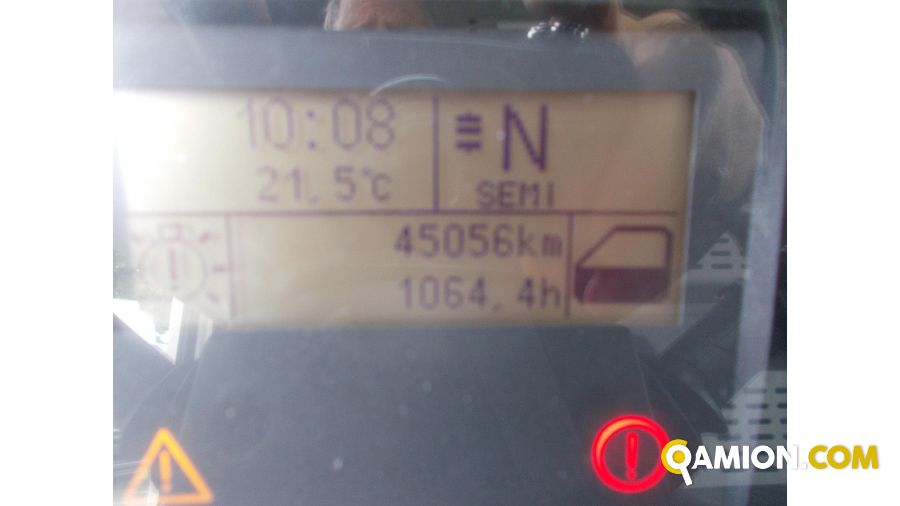 10:08
N
21.5°c
SEMI
45056km
1064.4h
QAMION.COM